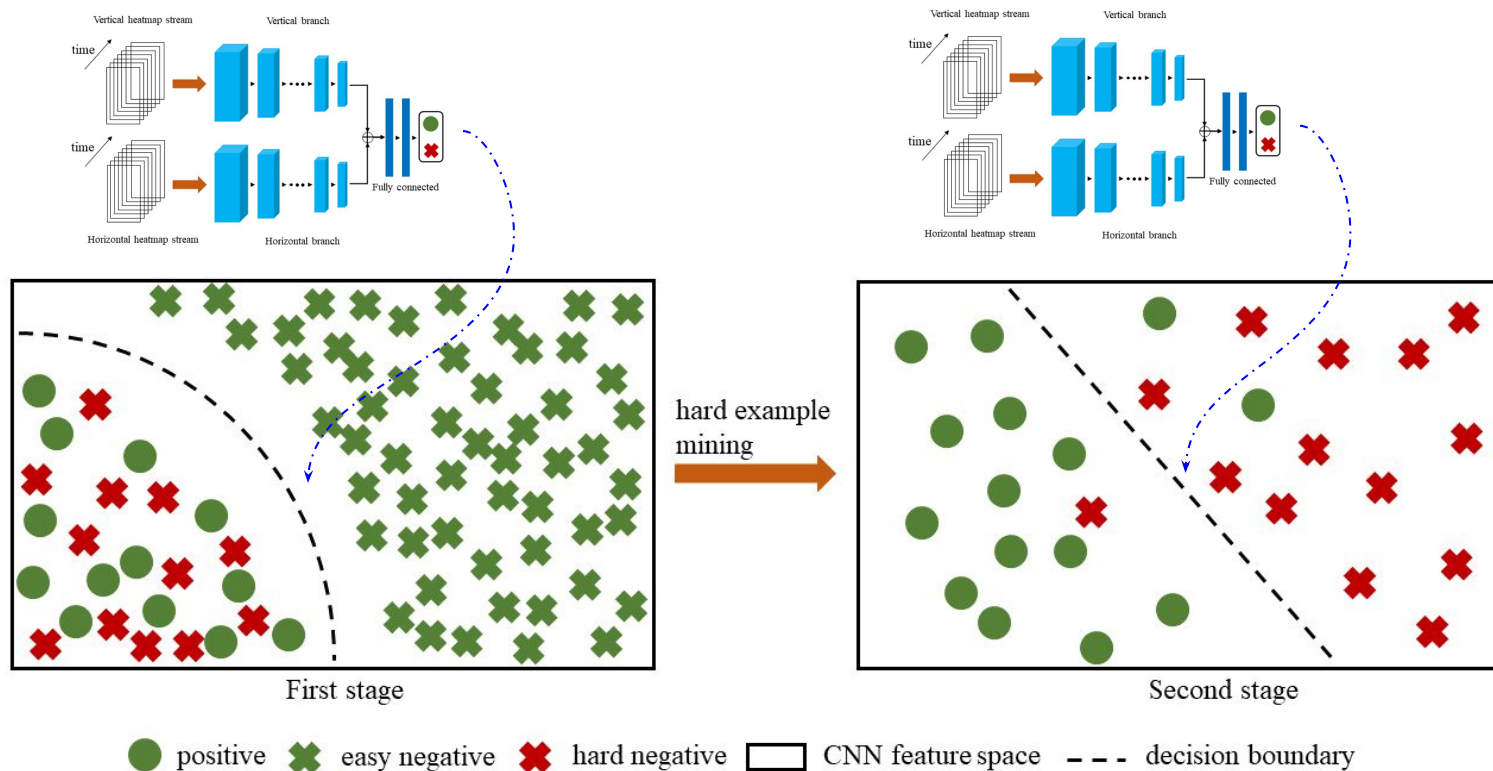 Vertical heatmap stream
Vertical branch
time
time
Fully connected
Horizontal heatmap stream
Horizontal branch
Vertical heatmap stream
Vertical branch
time
time
Fully connected
Horizontal heatmap stream
Horizontal branch
hard example
mining
First stage
Second stage
positive
easy negative
hard negative
CNN feature space
decision boundary